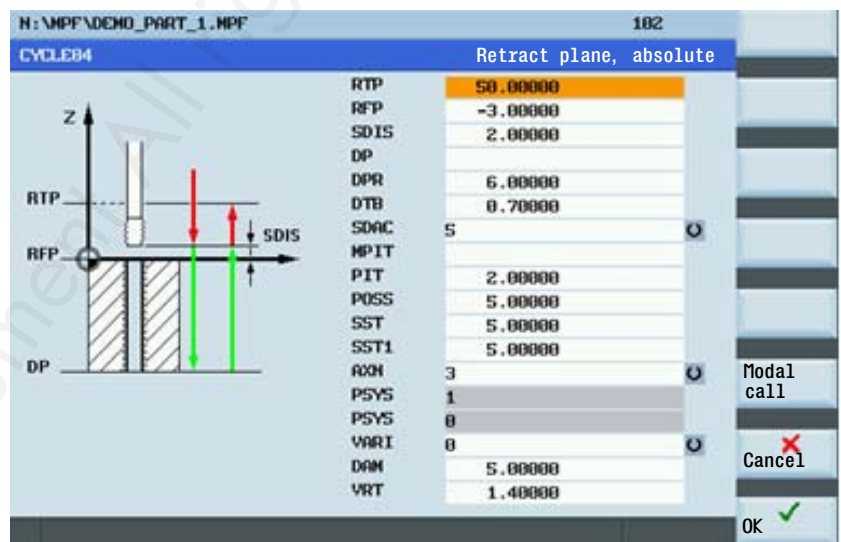 N:\MPF\DEMO_PART_1.MPF 102
CYCLE84 Retract plane, absolute
Z
RTP
RFP
DP
SDIS
RTP 50.00000
RFP -3.00000
SDIS 2.00000
DP
DPR 6.00000
DTB 0.70000
SDAC 5
MPIT
PIT 2.00000
POSS 5.00000
SST 5.00000
SST1 5.00000
AXN 3
PSYS 1
PSYS 0
VARI 0
DAM 5.00000
VRT 1.40000
Modal
call
Cancel
OK